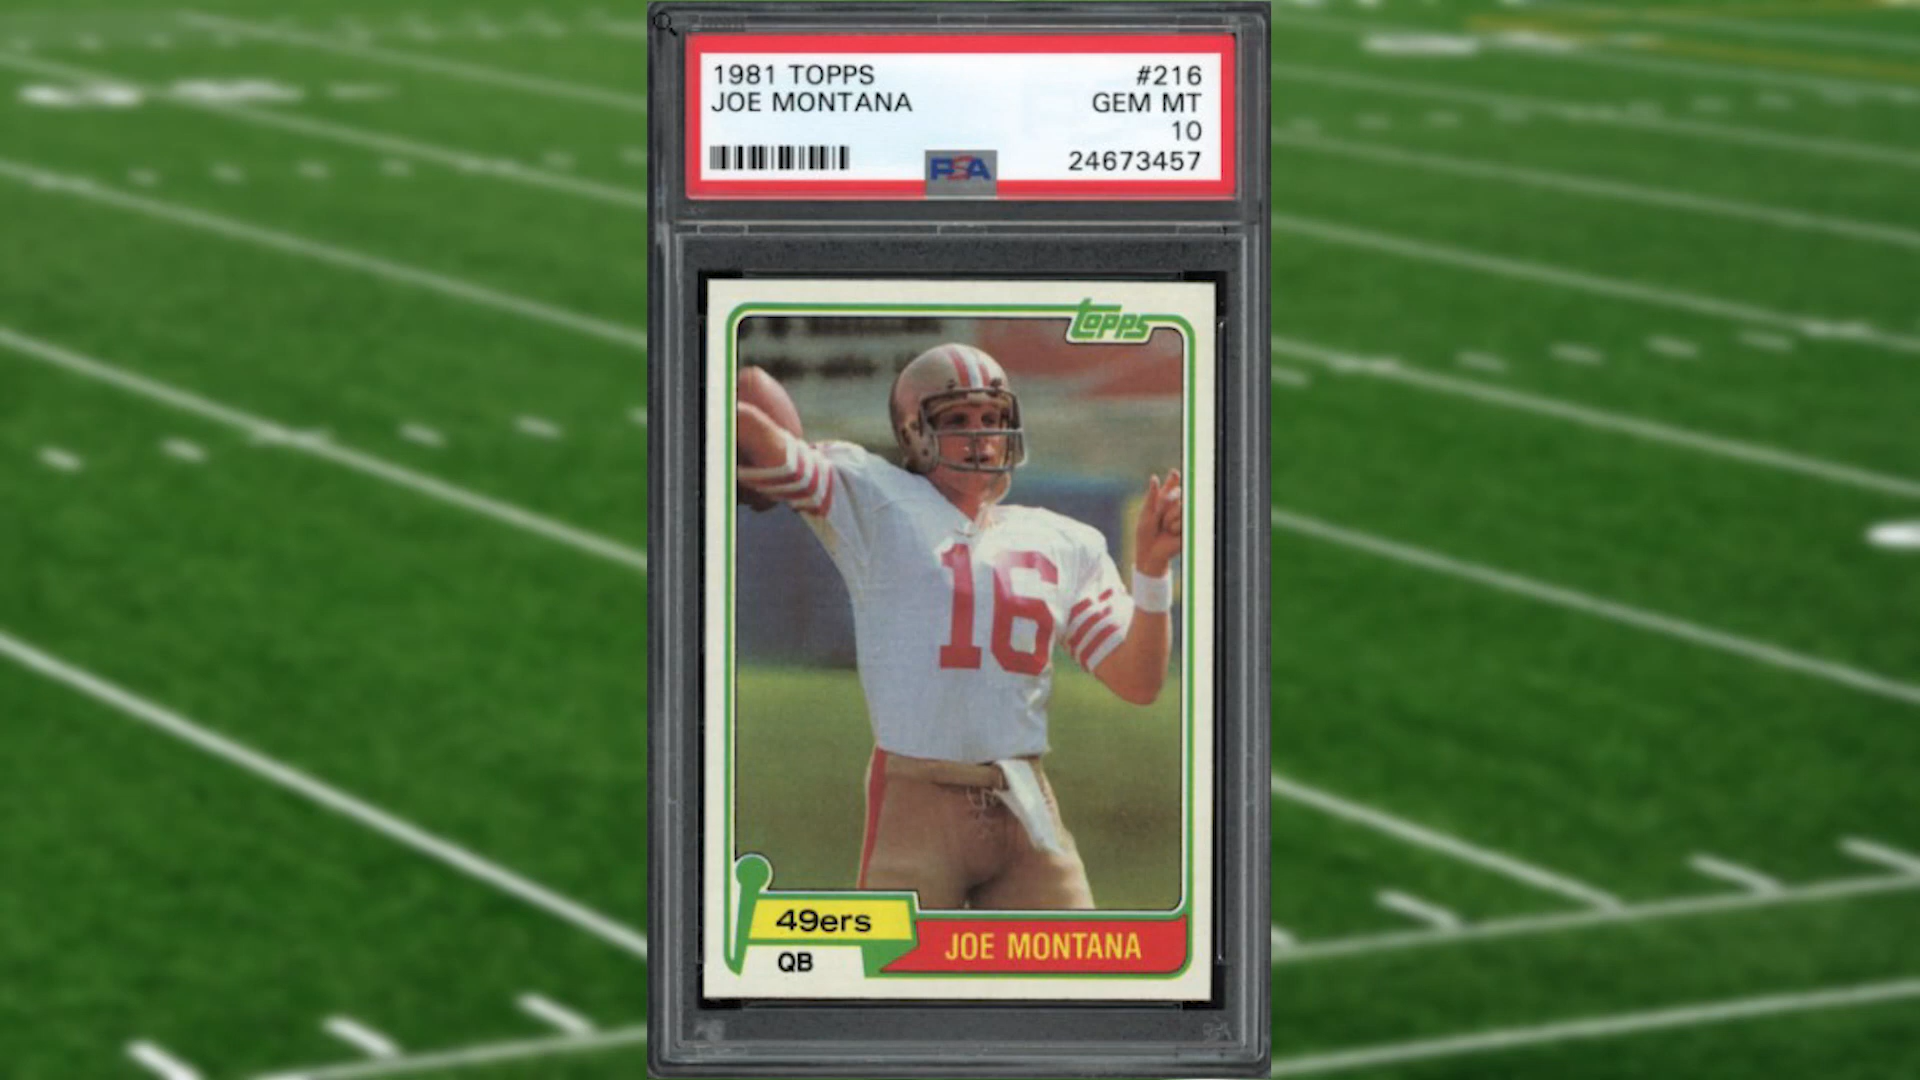 1981 TOPPS #216
JOE MONTANA GEM MT
10
24673457
PSA
topps
16
49ers
QB
JOE MONTANA